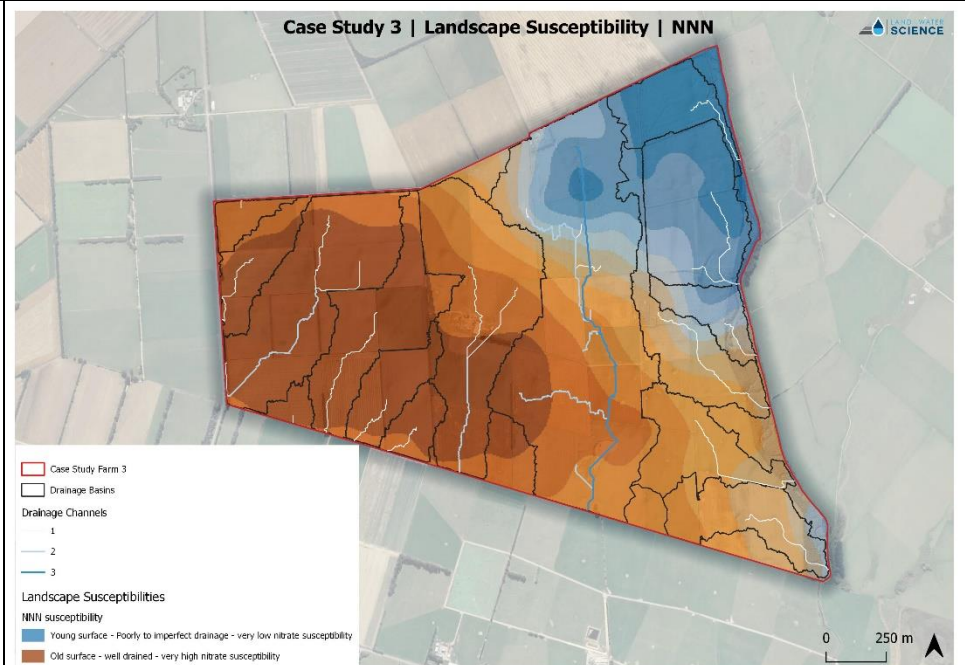 Case Study 3 | Landscape Susceptibility | NNN
LAND & WATER
SCIENCE
Case Study Farm 3
Drainage Basins
Drainage Channels
1
2
3
Landscape Susceptibilities
NNN susceptibility
Young surface - Poorly to imperfect drainage - very low nitrate susceptibility
Old surface - well drained - very high nitrate susceptibility
0 250 m